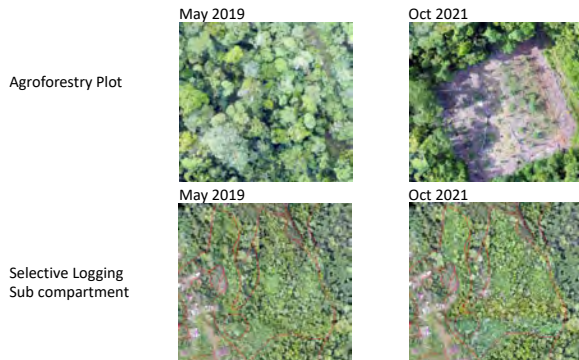 May 2019
Oct 2021
Agroforestry Plot
May 2019
Oct 2021
Selective Logging
Sub compartment